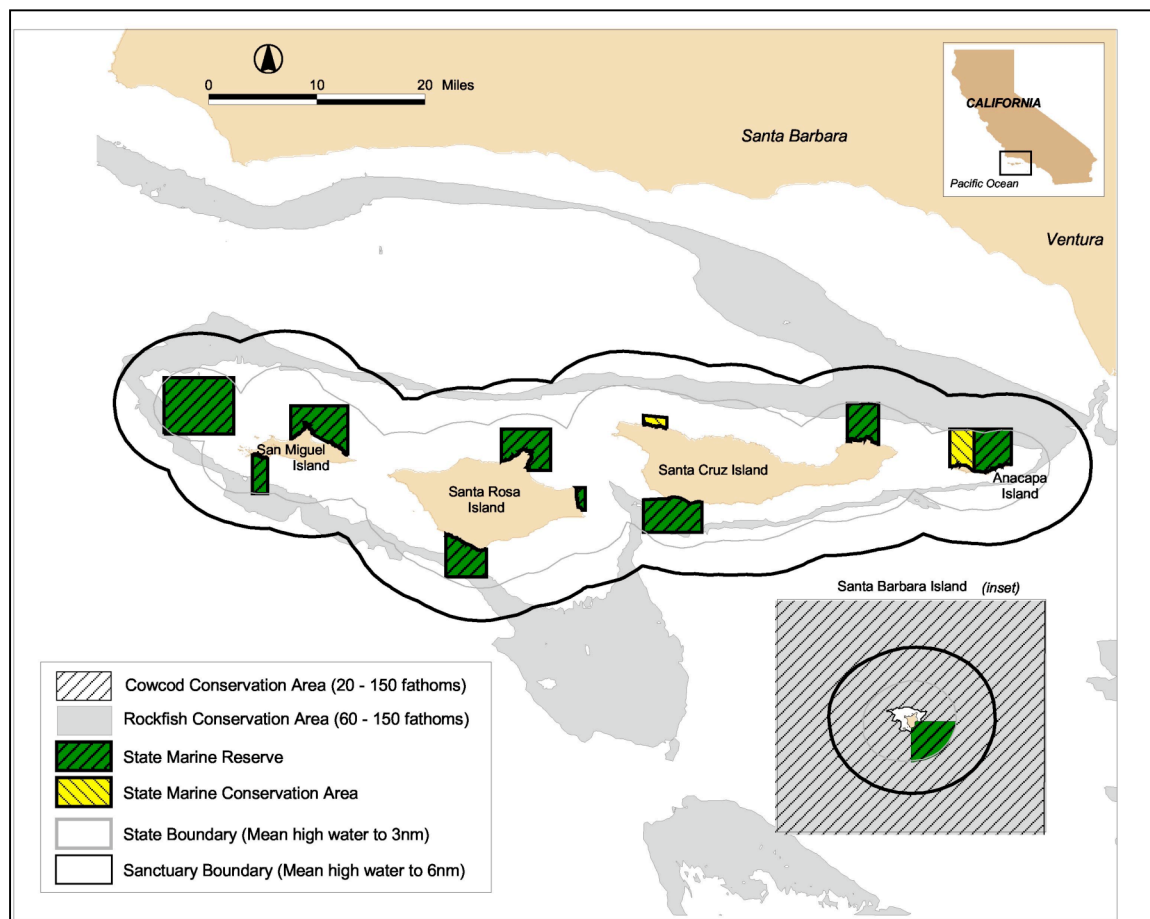 0 10 20 Miles
CALIFORNIA
Pacific Ocean
Santa Barbara
Ventura
San Miguel
Island
Santa Rosa
Island
Santa Cruz Island
Anacapa
Island
Santa Barbara Island (inset)
Cowcod Conservation Area (20 - 150 fathoms)
Rockfish Conservation Area (60 - 150 fathoms)
State Marine Reserve
State Marine Conservation Area
State Boundary (Mean high water to 3nm)
Sanctuary Boundary (Mean high water to 6nm)